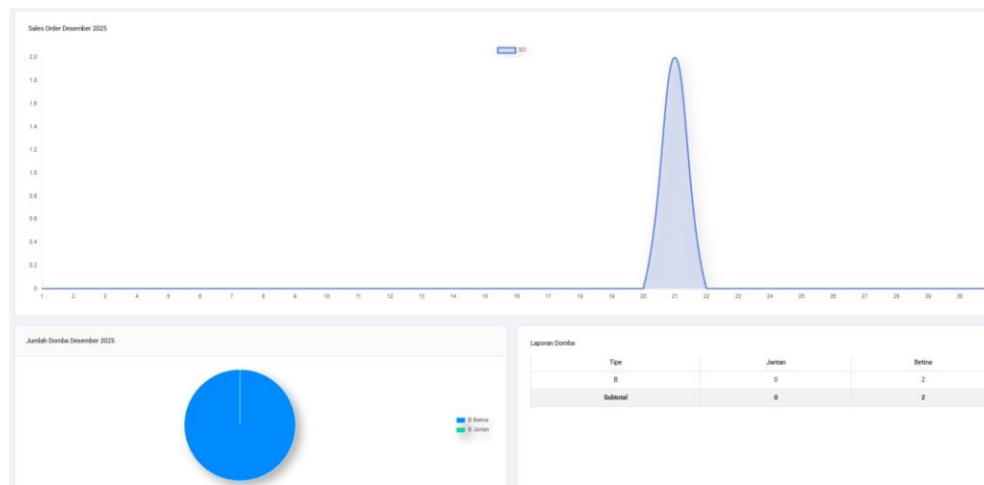 Sales Order Desember 2025
SO
2.0
1.8
1.6
1.4
1.2
1.0
0.8
0.6
0.4
0.2
0
1 2 3 4 5 6 7 8 9 10 11 12 13 14 15 16 17 18 19 20 21 22 23 24 25 26 27 28 29 30
Jumlah Domba Desember 2025
B Betina
B Jantan
Laporan Domba
Tipe Jantan Betina
B 0 2
Subtotal 0 2